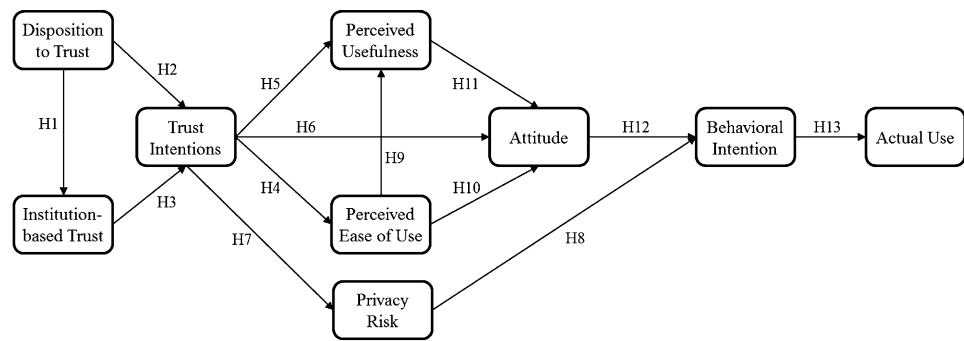 Disposition
to Trust
Perceived
Usefulness
H2
H5
H11
H1
Trust
Intentions
H6
Attitude
H12
Behavioral
Intention
H13
Actual Use
H9
H4
H10
H3
Institution-
based Trust
Perceived
Ease of Use
H7
H8
Privacy
Risk